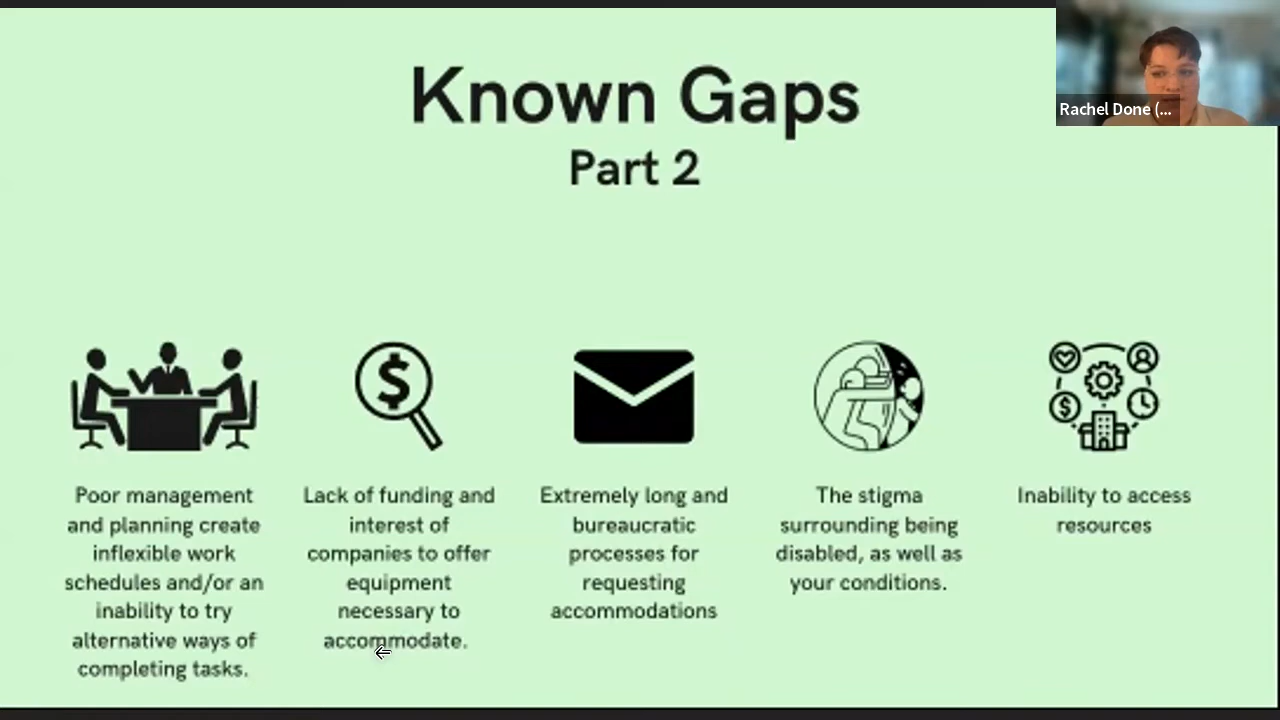 Known Gaps
Part 2
Rachel Done (...
Poor management
and planning create
inflexible work
schedules and/or an
inability to try
alternative ways of
completing tasks.
Lack of funding and
interest of
companies to offer
equipment
necessary to
accommodate.
Extremely long and
bureaucratic
processes for
requesting
accommodations
The stigma
surrounding being
disabled, as well as
your conditions.
Inability to access
resources